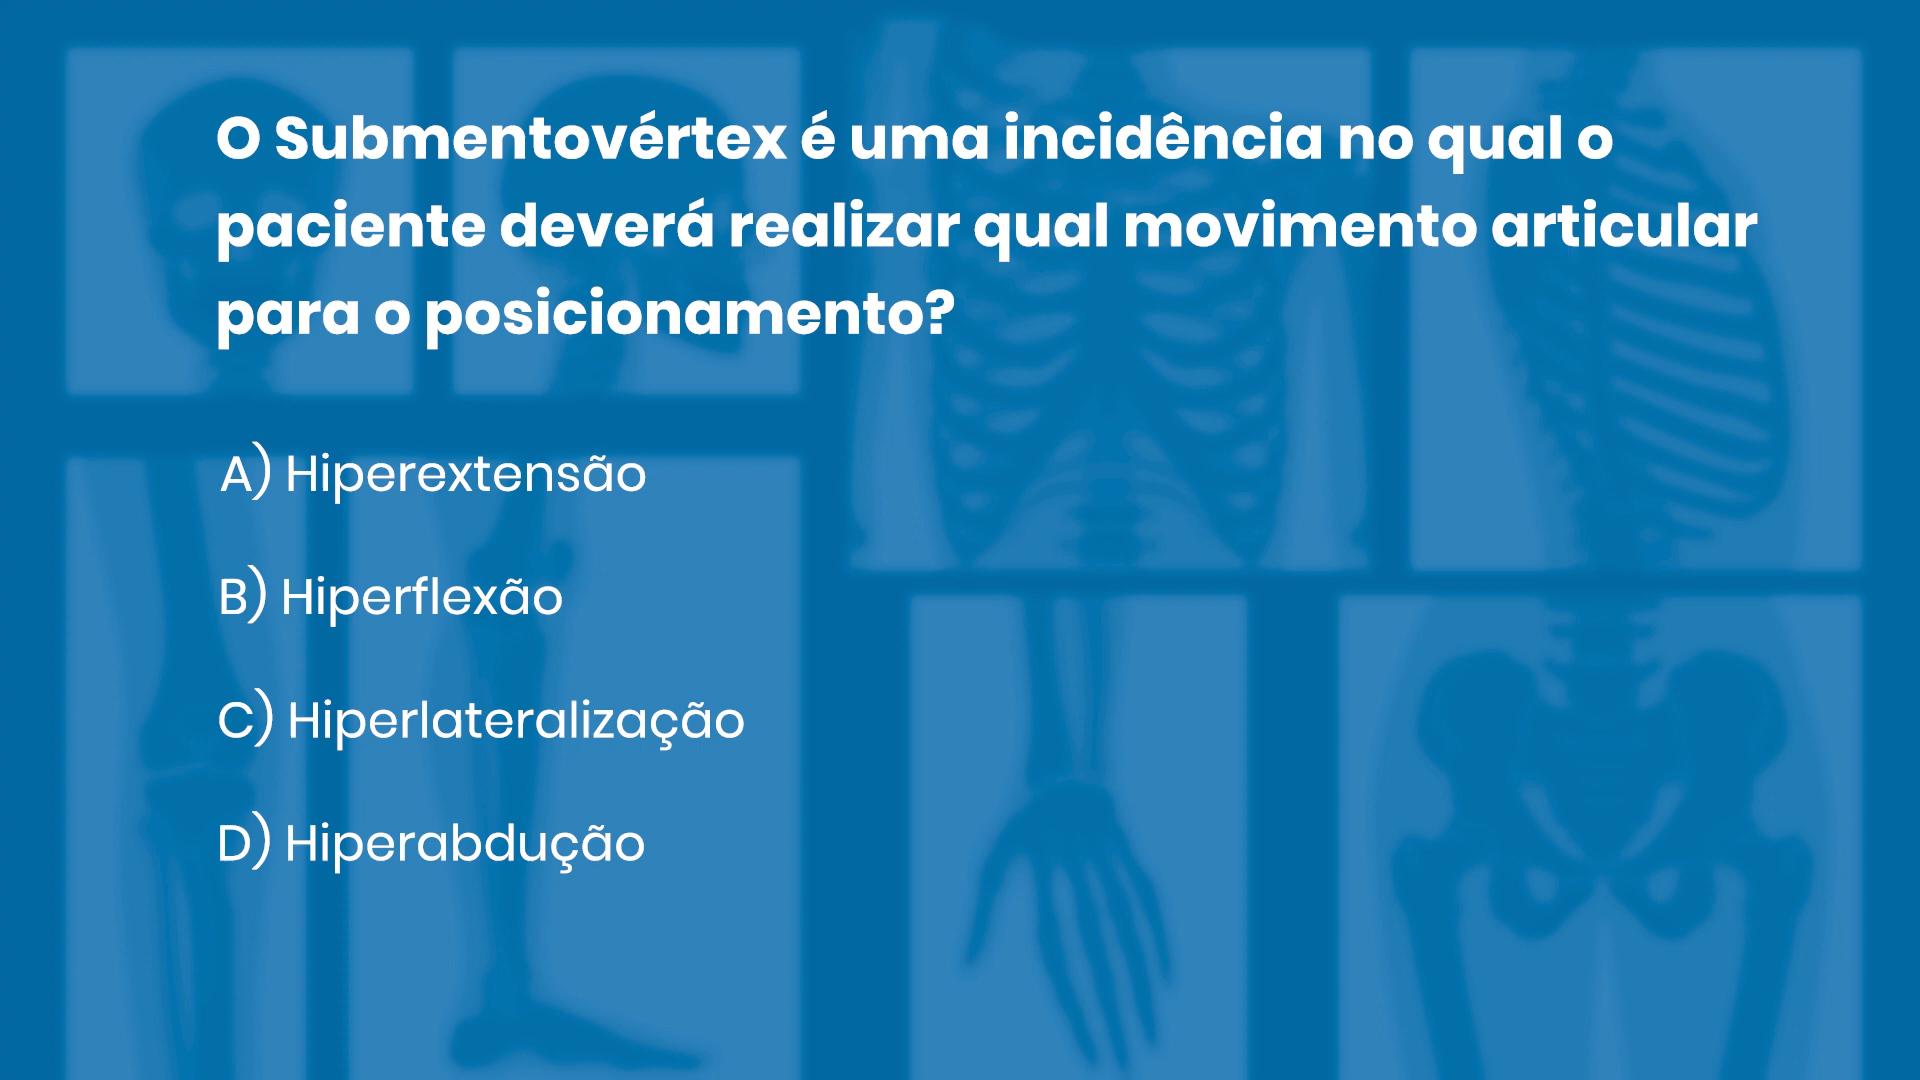 O Submentovértex é uma incidência no qual o
paciente deverá realizar qual movimento articular
para o posicionamento?
A) Hiperextensão
B) Hiperflexão
C) Hiperlateralização
D) Hiperabdução